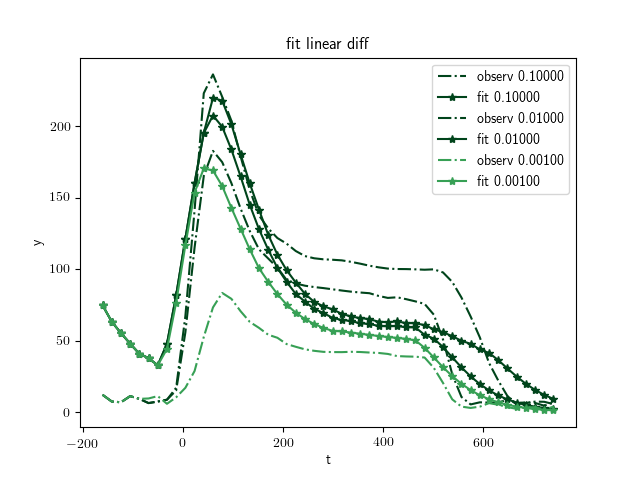 fit linear diff
observ 0.10000
fit 0.10000
observ 0.01000
fit 0.01000
observ 0.00100
fit 0.00100
200
150
100
50
0
y
−200 0 200 400 600
t